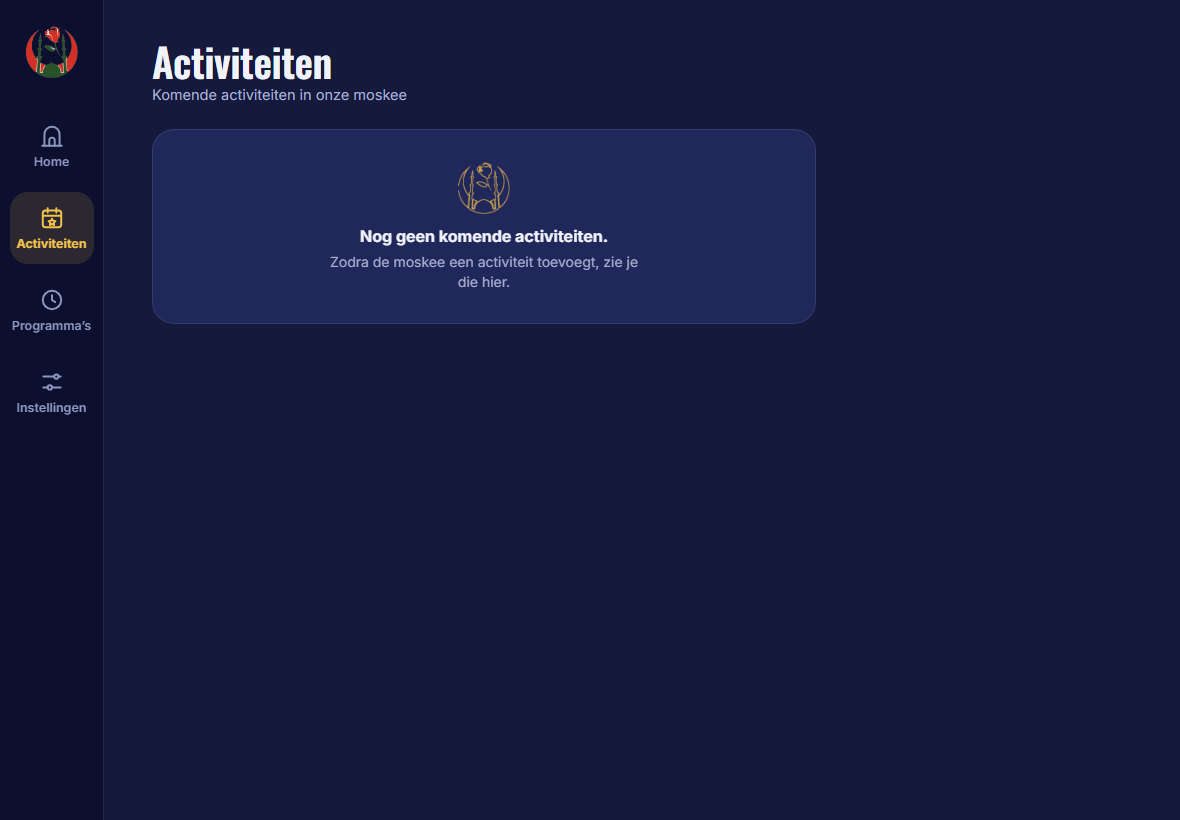 Activiteiten
Komende activiteiten in onze moskee
Home
Activiteiten
Programma’s
Instellingen
Nog geen komende activiteiten.
Zodra de moskee een activiteit toevoegt, zie je
die hier.